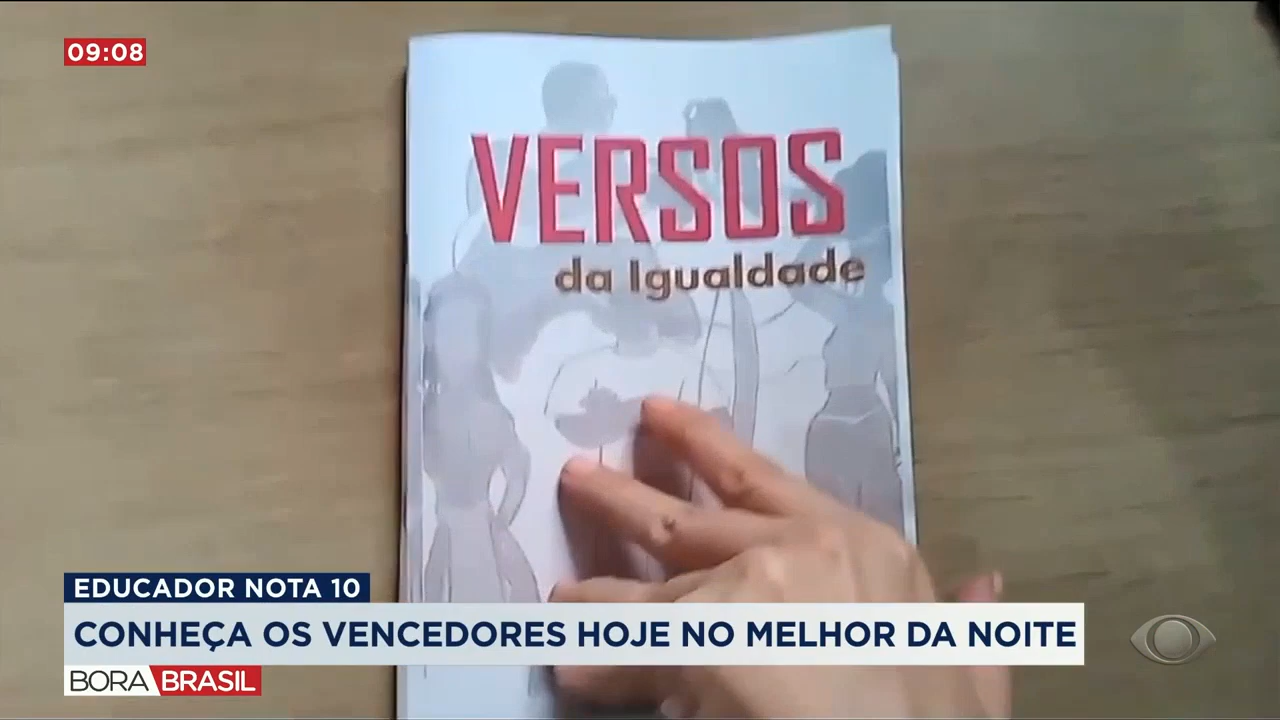 09:08
VERSOS
da Igualdade
EDUCADOR NOTA 10
CONHEÇA OS VENCEDORES HOJE NO MELHOR DA NOITE
BORA BRASIL